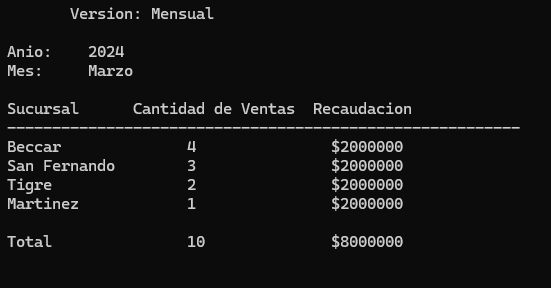 Version: Mensual
Anio: 2024
Mes: Marzo
Sucursal Cantidad de Ventas Recaudacion
---------------------------------------------------------
Beccar 4 $2000000
San Fernando 3 $2000000
Tigre 2 $2000000
Martinez 1 $2000000
Total 10 $8000000